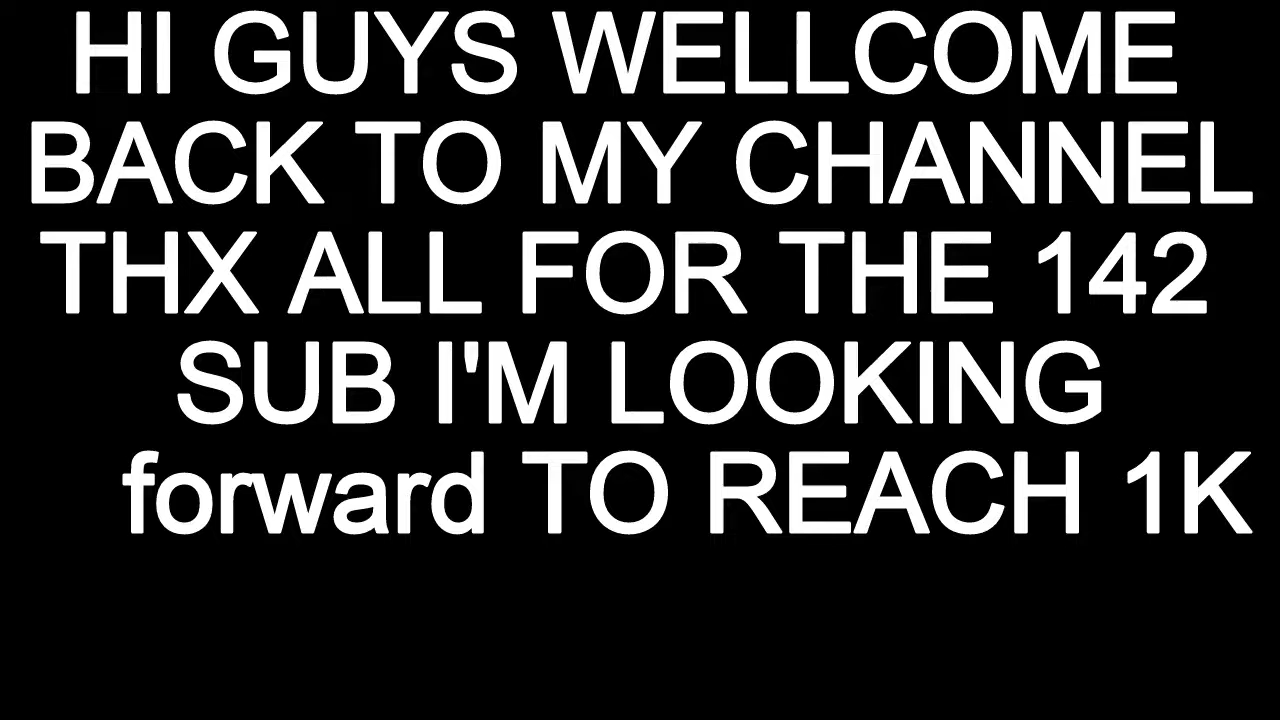 HI GUYS WELLCOME
BACK TO MY CHANNEL
THX ALL FOR THE 142
SUB I'M LOOKING
forward TO REACH 1K